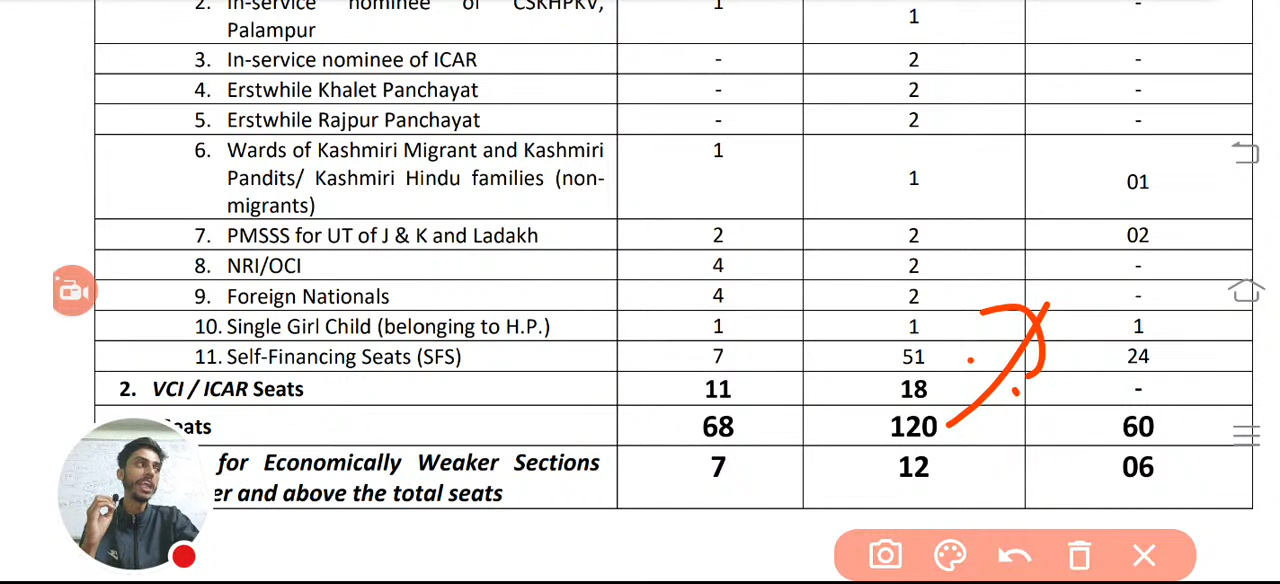 2. In-service nominee of CSKHPKV, 1
Palampur 1 -
3. In-service nominee of ICAR - 2 -
4. Erstwhile Khalet Panchayat - 2 -
5. Erstwhile Rajpur Panchayat - 2 -
6. Wards of Kashmiri Migrant and Kashmiri 1
Pandits/ Kashmiri Hindu families (non- 1 01
migrants)
7. PMSSS for UT of J & K and Ladakh 2 2 02
8. NRI/OCI 4 2 -
9. Foreign Nationals 4 2 -
10. Single Girl Child (belonging to H.P.) 1 1 1
11. Self-Financing Seats (SFS) 7 51 24
2. VCI / ICAR Seats 11 18 -
68 120 60
for Economically Weaker Sections 7 12 06
and above the total seats